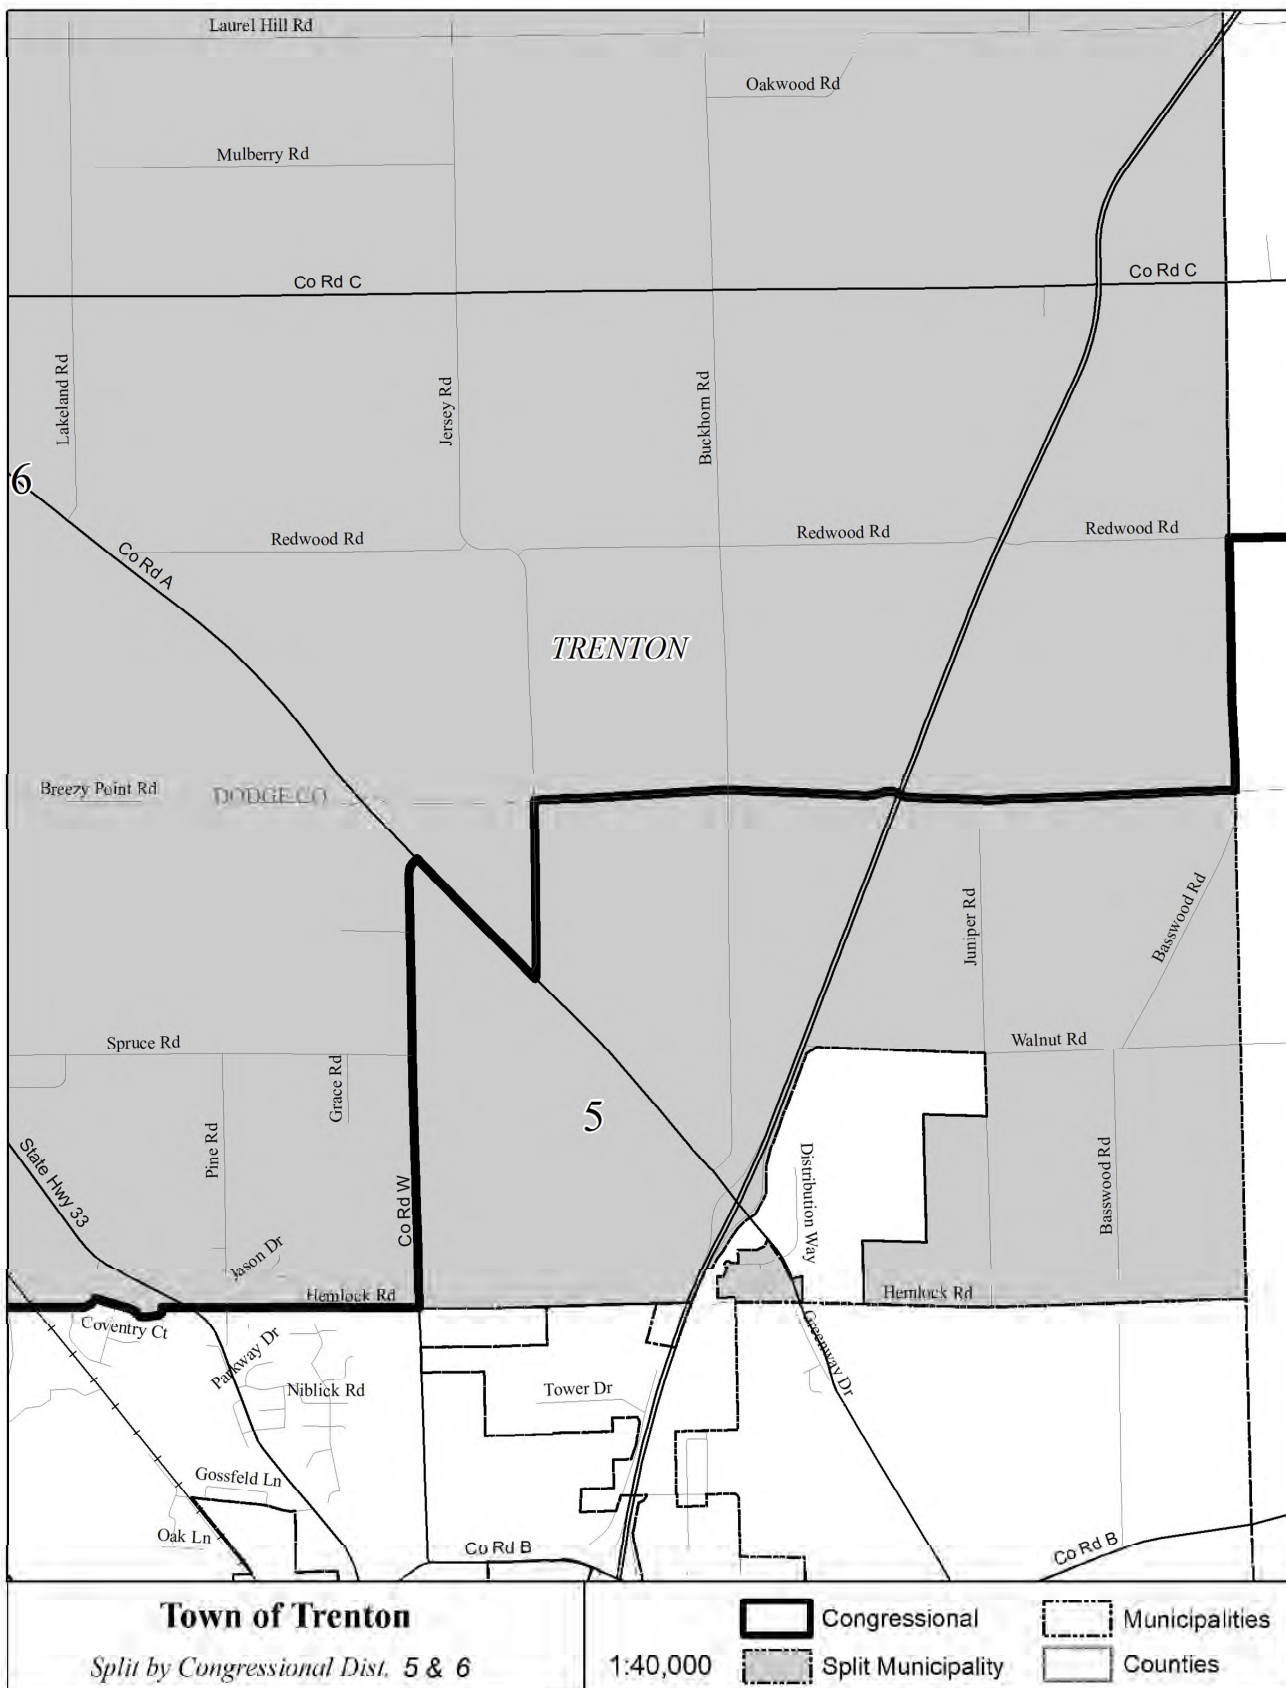 Laurel Hill Rd
Oakwood Rd
Mulberry Rd
Co Rd C
Co Rd C
Lakeland Rd
Jersey Rd
Buckhorn Rd
6
Co Rd A
Redwood Rd
Redwood Rd
Redwood Rd
TRENTON
Breezy Point Rd
DODGE CO
Juniper Rd
Basswood Rd
Spruce Rd
Grace Rd
Walnut Rd
5
Pine Rd
State Hwy 33
Co Rd W
Distribution Way
Basswood Rd
Jason Dr
Hemlock Rd
Hemlock Rd
Coventry Ct
Parkway Dr
Greenway Dr
Niblick Rd
Tower Dr
Gossfeld Ln
Oak Ln
Co Rd B
Co Rd B
Town of Trenton
Split by Congressional Dist. 5 & 6
1:40,000
Congressional
Municipalities
Split Municipality
Counties